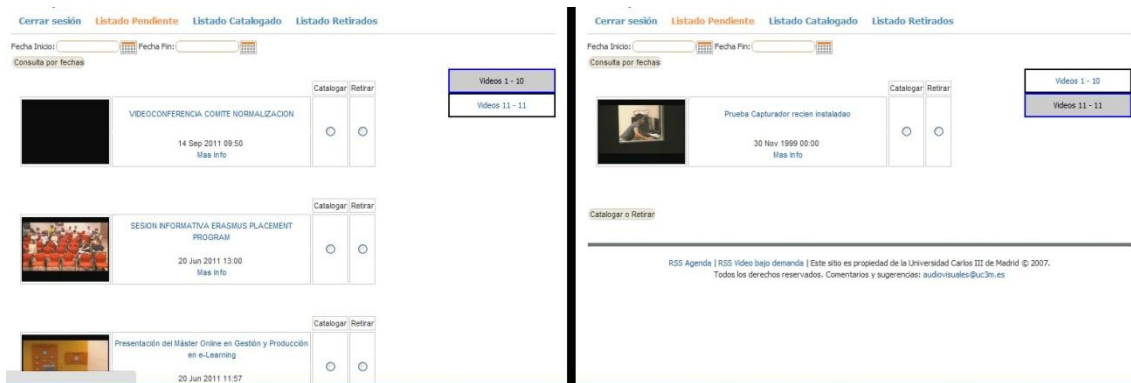 Cerrar sesión Listado Pendiente Listado Catalogado Listado Retirados
Fecha Inicio: Fecha Fin:
Consulta por fechas
Videos 1 - 10
Videos 11 - 11
Catalogar Retirar
VIDEOCONFERENCIA COMITE NORMALIZACION
14 Sep 2011 09:50
Mas Info
Catalogar Retirar
SESION INFORMATIVA ERASMUS PLACEMENT
PROGRAM
20 Jun 2011 13:00
Mas Info
Catalogar Retirar
Presentación del Máster Online en Gestión y Producción
en e-Learning
20 Jun 2011 11:57
Cerrar sesión Listado Pendiente Listado Catalogado Listado Retirados
Fecha Inicio: Fecha Fin:
Consulta por fechas
Videos 1 - 10
Videos 11 - 11
Catalogar Retirar
Prueba Capturador recien instaladao
30 Nov 1999 00:00
Mas Info
Catalogar o Retirar
RSS Agenda | RSS Video bajo demanda | Este sitio es propiedad de la Universidad Carlos III de Madrid © 2007.
Todos los derechos reservados. Comentarios y sugerencias: audiovisuales@uc3m.es